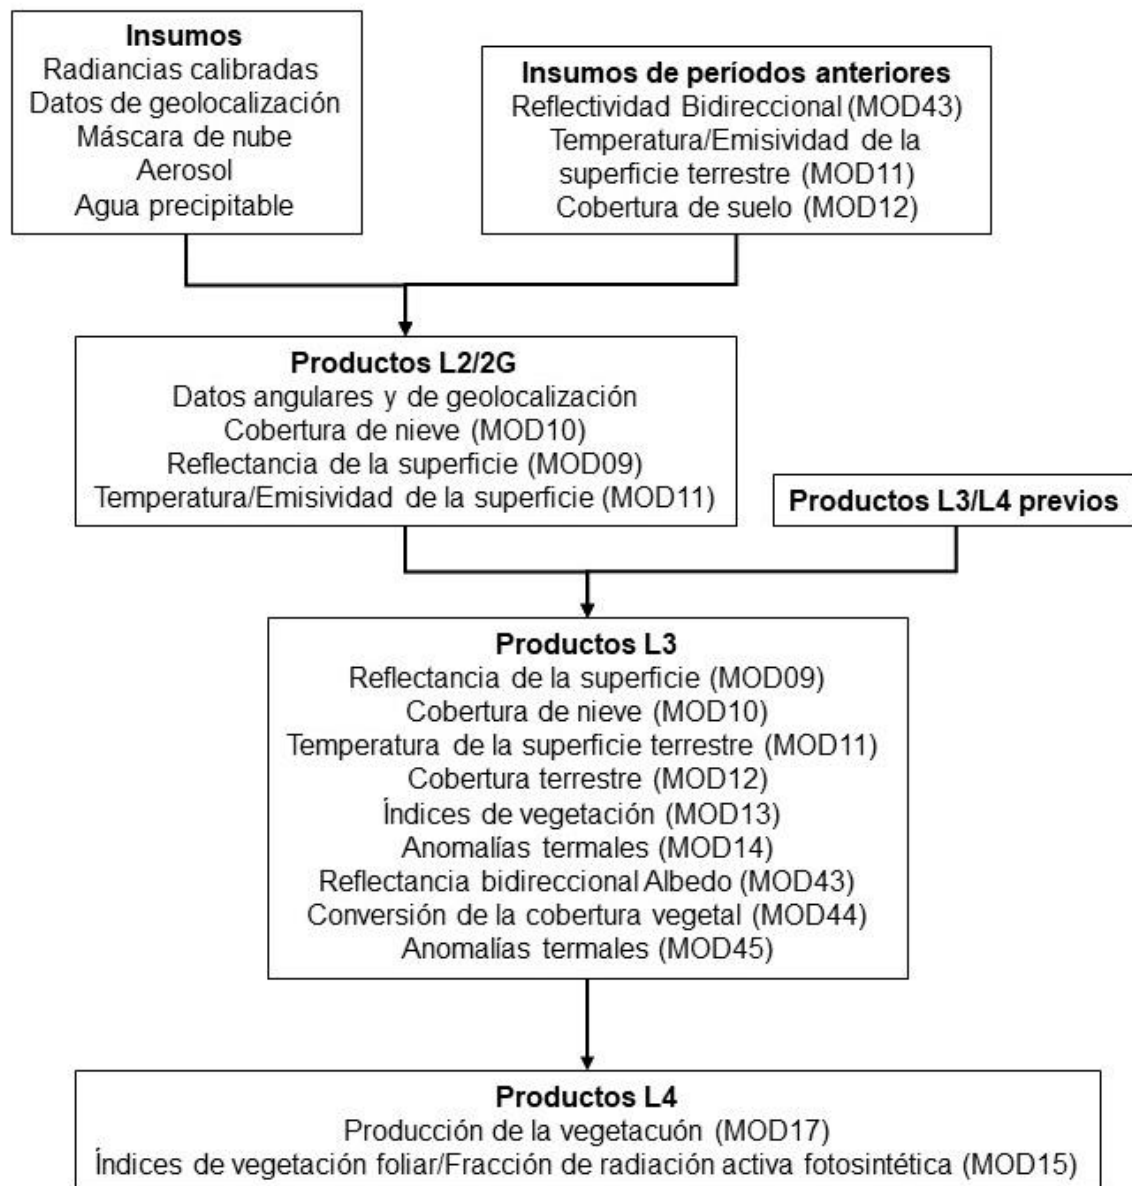 Insumos
Radiancias calibradas
Datos de geolocalización
Máscara de nube
Aerosol
Agua precipitable
Insumos de períodos anteriores
Reflectividad Bidireccional (MOD43)
Temperatura/Emisividad de la
superficie terrestre (MOD11)
Cobertura de suelo (MOD12)
Productos L2/2G
Datos angulares y de geolocalización
Cobertura de nieve (MOD10)
Reflectancia de la superficie (MOD09)
Temperatura/Emisividad de la superficie (MOD11)
Productos L3/L4 previos
Productos L3
Reflectancia de la superficie (MOD09)
Cobertura de nieve (MOD10)
Temperatura de la superficie terrestre (MOD11)
Cobertura terrestre (MOD12)
Índices de vegetación (MOD13)
Anomalías termales (MOD14)
Reflectancia bidireccional Albedo (MOD43)
Conversión de la cobertura vegetal (MOD44)
Anomalías termales (MOD45)
Productos L4
Producción de la vegetacuón (MOD17)
Índices de vegetación foliar/Fracción de radiación activa fotosintética (MOD15)